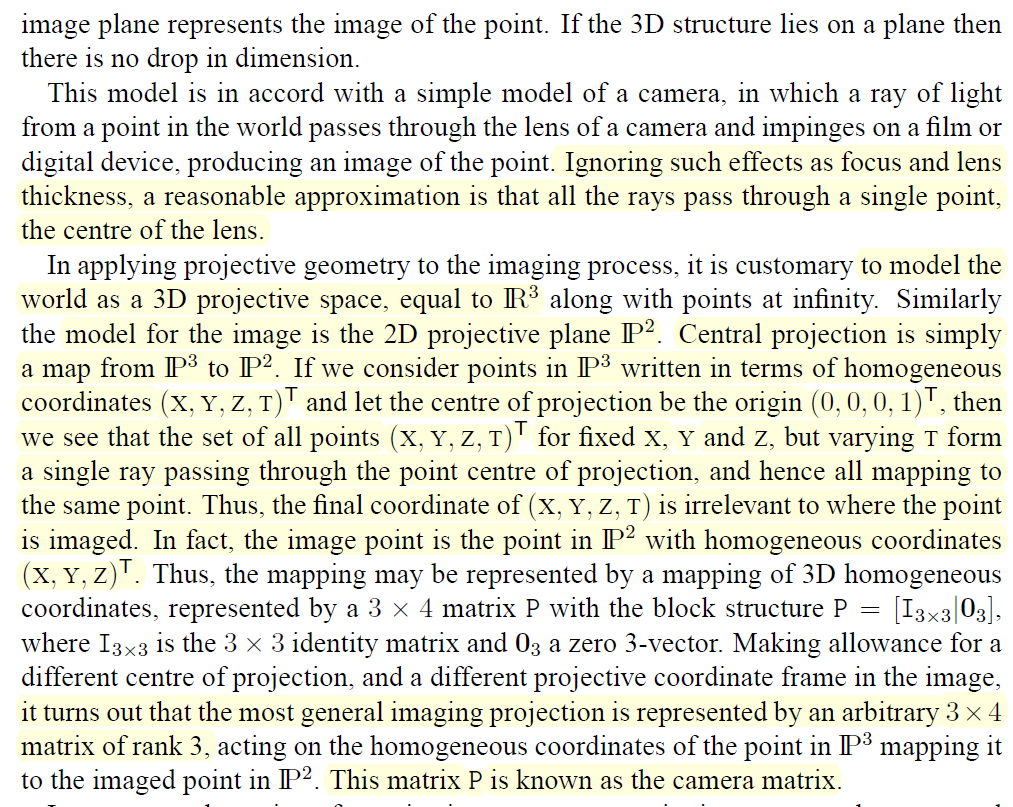 image plane represents the image of the point. If the 3D structure lies on a plane then
there is no drop in dimension.
This model is in accord with a simple model of a camera, in which a ray of light
from a point in the world passes through the lens of a camera and impinges on a film or
digital device, producing an image of the point. Ignoring such effects as focus and lens
thickness, a reasonable approximation is that all the rays pass through a single point,
the centre of the lens.
In applying projective geometry to the imaging process, it is customary to model the
world as a 3D projective space, equal to ℝ³ along with points at infinity. Similarly
the model for the image is the 2D projective plane ℙ². Central projection is simply
a map from ℙ³ to ℙ². If we consider points in ℙ³ written in terms of homogeneous
coordinates (X, Y, Z, T)ᵀ and let the centre of projection be the origin (0, 0, 0, 1)ᵀ, then
we see that the set of all points (X, Y, Z, T)ᵀ for fixed X, Y and Z, but varying T form
a single ray passing through the point centre of projection, and hence all mapping to
the same point. Thus, the final coordinate of (X, Y, Z, T) is irrelevant to where the point
is imaged. In fact, the image point is the point in ℙ² with homogeneous coordinates
(X, Y, Z)ᵀ. Thus, the mapping may be represented by a mapping of 3D homogeneous
coordinates, represented by a 3 × 4 matrix P with the block structure P = [I₃ₓ₃|0₃],
where I₃ₓ₃ is the 3 × 3 identity matrix and 0₃ a zero 3-vector. Making allowance for a
different centre of projection, and a different projective coordinate frame in the image,
it turns out that the most general imaging projection is represented by an arbitrary 3 × 4
matrix of rank 3, acting on the homogeneous coordinates of the point in ℙ³ mapping it
to the imaged point in ℙ². This matrix P is known as the camera matrix.